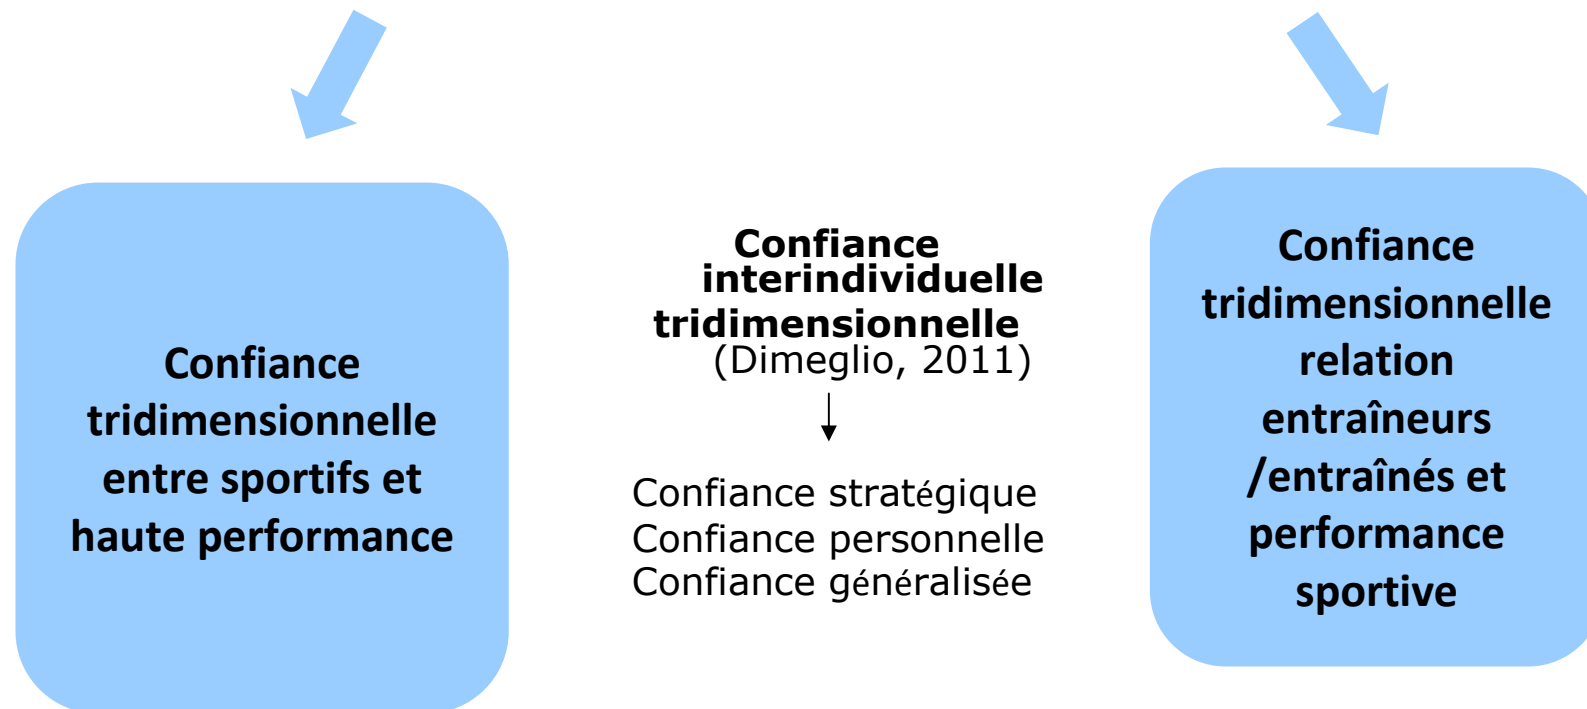 Confiance
tridimensionnelle
entre sportifs et
haute performance
Confiance
interindividuelle
tridimensionnelle
(Dimeglio, 2011)
Confiance stratégique
Confiance personnelle
Confiance généralisée
Confiance
tridimensionnelle
relation
entraîneurs
/entraînés et
performance
sportive